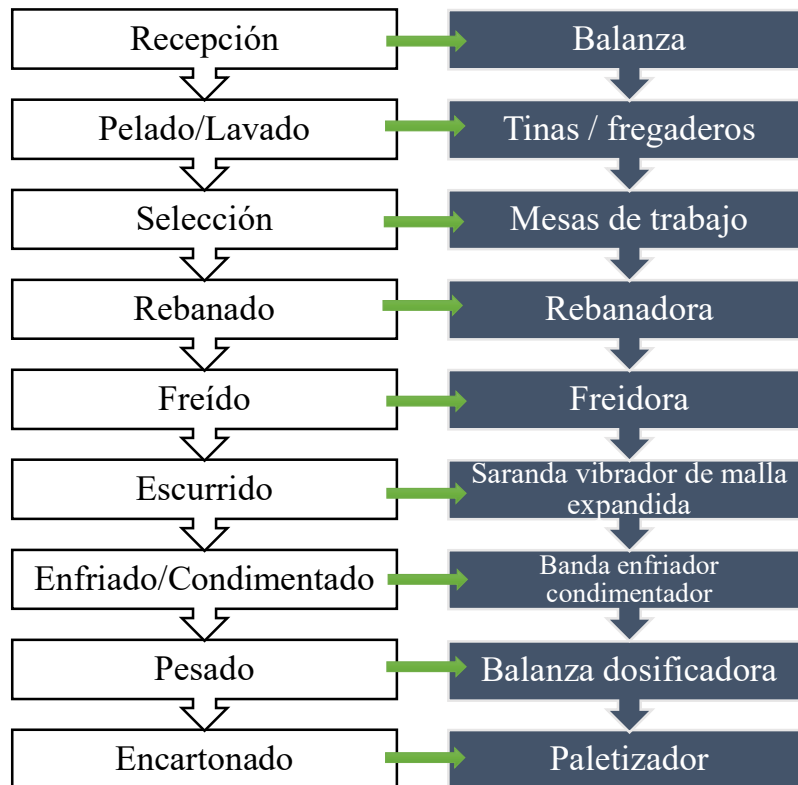 Recepción
Balanza
Pelado/Lavado
Tinas / fregaderos
Selección
Mesas de trabajo
Rebanado
Rebanadora
Freído
Freidora
Escurrido
Saranda vibrador de malla
expandida
Enfriado/Condimentado
Banda enfriador
condimentador
Pesado
Balanza dosificadora
Encartonado
Paletizador